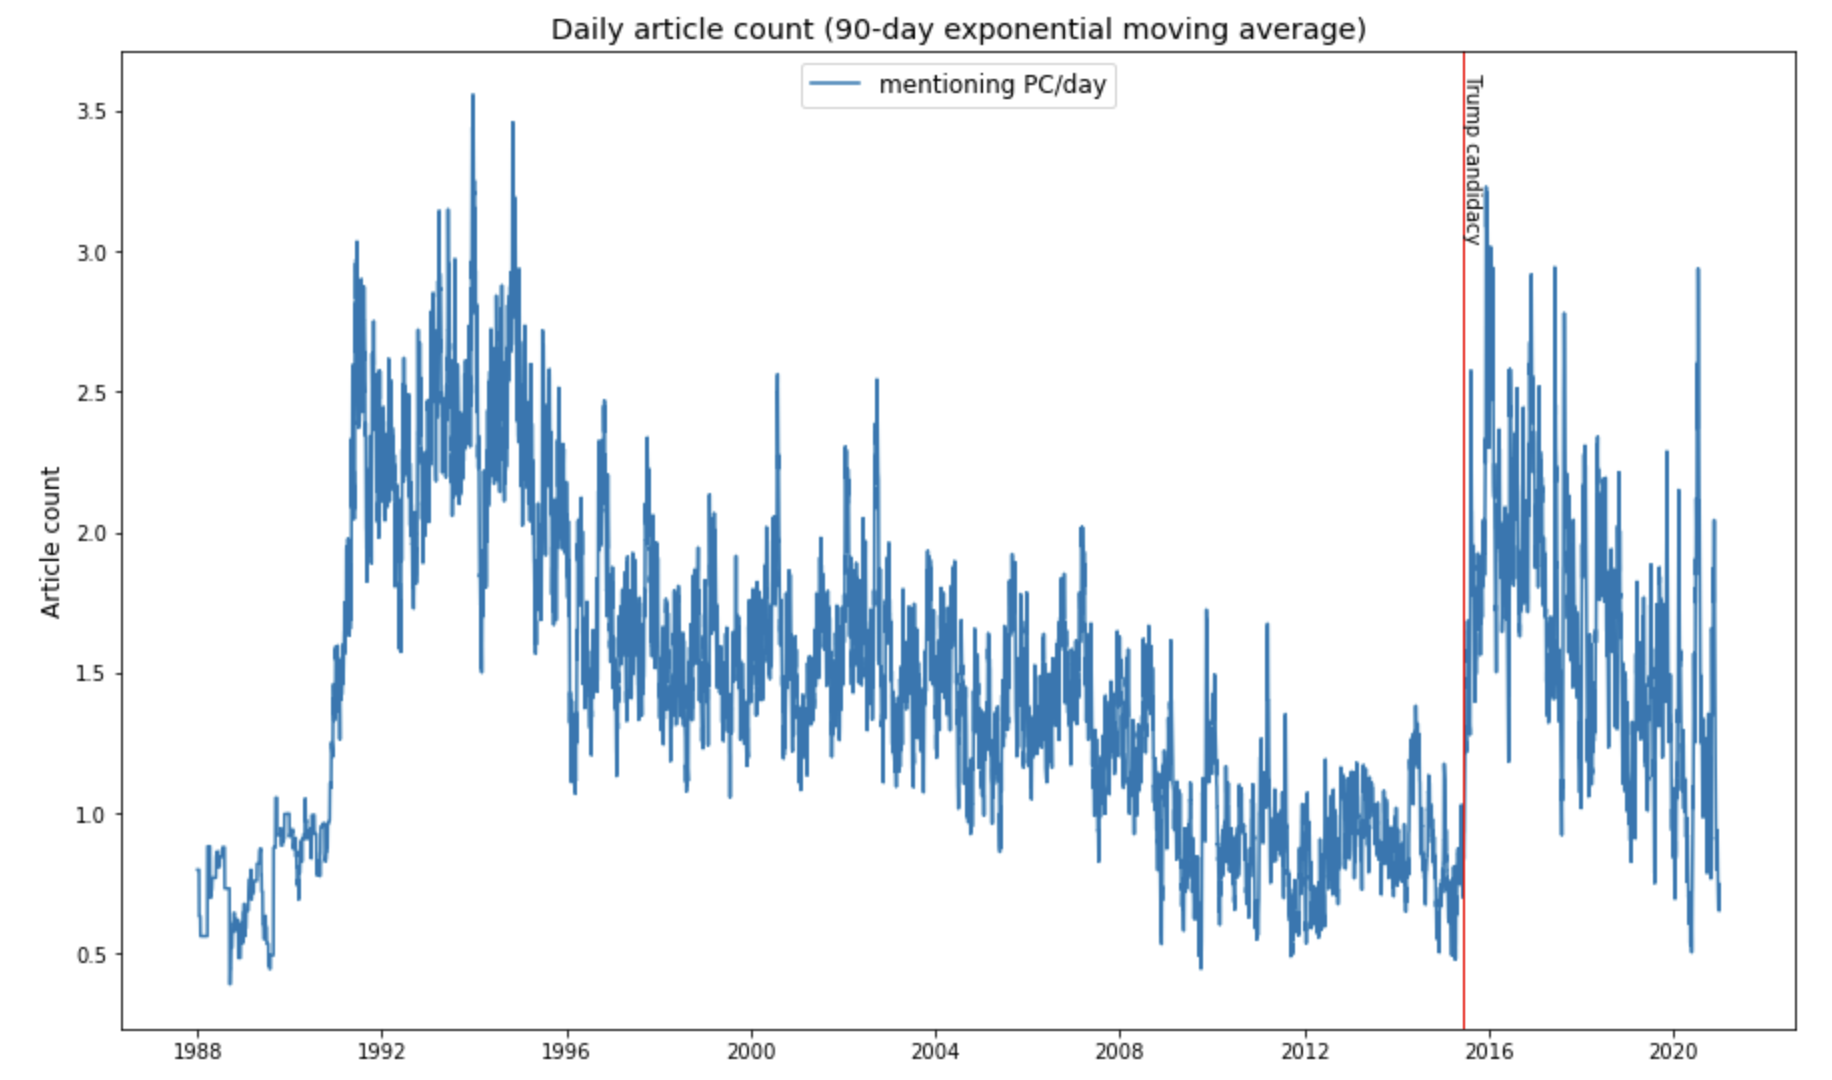 Daily article count (90-day exponential moving average)
mentioning PC/day
Trump candidacy
Article count
3.5
3.0
2.5
2.0
1.5
1.0
0.5
1988 1992 1996 2000 2004 2008 2012 2016 2020